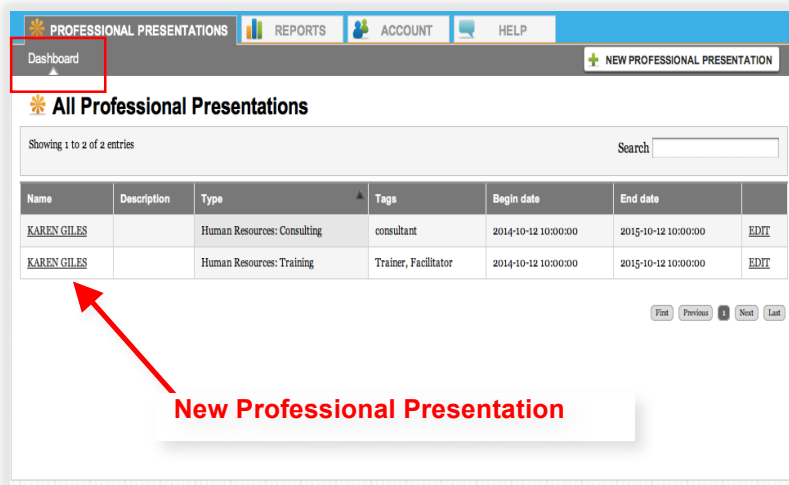 PROFESSIONAL PRESENTATIONS REPORTS ACCOUNT HELP
Dashboard NEW PROFESSIONAL PRESENTATION
All Professional Presentations
Showing 1 to 2 of 2 entries Search
Name Description Type Tags Begin date End date
KAREN GILES Human Resources: Consulting consultant 2014-10-12 10:00:00 2015-10-12 10:00:00 EDIT
KAREN GILES Human Resources: Training Trainer, Facilitator 2014-10-12 10:00:00 2015-10-12 10:00:00 EDIT
First Previous 1 Next Last
New Professional Presentation